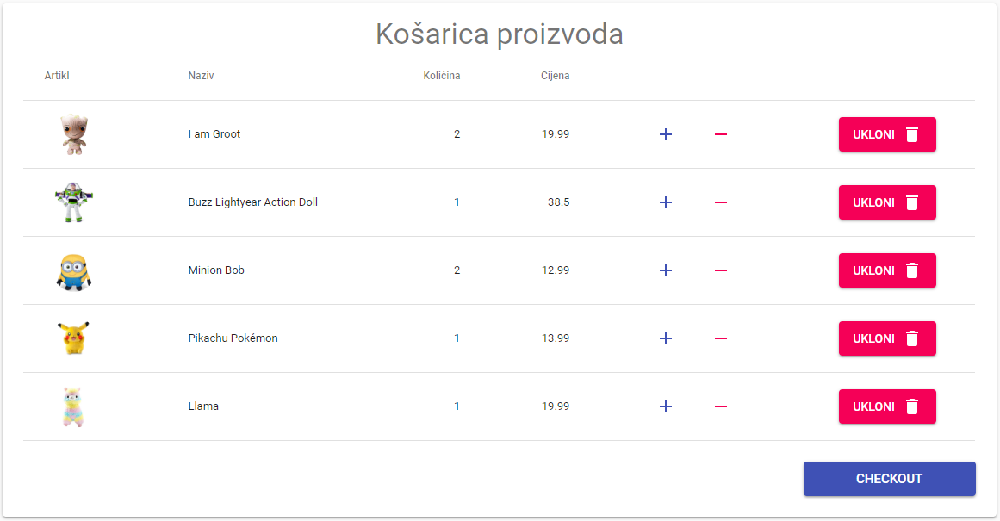 Košarica proizvoda
Artikl Naziv Količina Cijena
I am Groot 2 19.99 + − UKLONI
Buzz Lightyear Action Doll 1 38.5 + − UKLONI
Minion Bob 2 12.99 + − UKLONI
Pikachu Pokémon 1 13.99 + − UKLONI
Llama 1 19.99 + − UKLONI
CHECKOUT